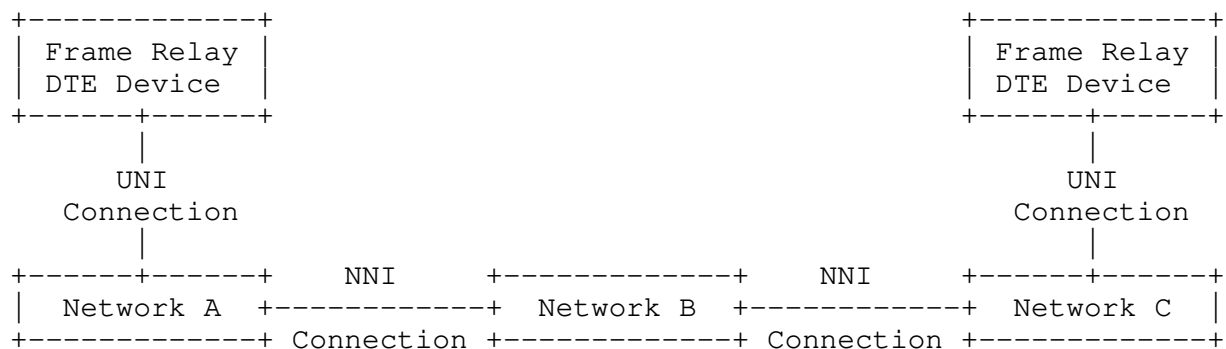 +-------------+                                     +-------------+
| Frame Relay |                                     | Frame Relay |
| DTE Device  |                                     | DTE Device  |
+------+------+                                     +------+------+
       |                                                   |
      UNI                                                 UNI
   Connection                                          Connection
       |                                                   |
+------+------+    NNI     +-------------+    NNI     +------+------+
|  Network A  +------------+  Network B  +------------+  Network C  |
+-------------+ Connection +-------------+ Connection +-------------+